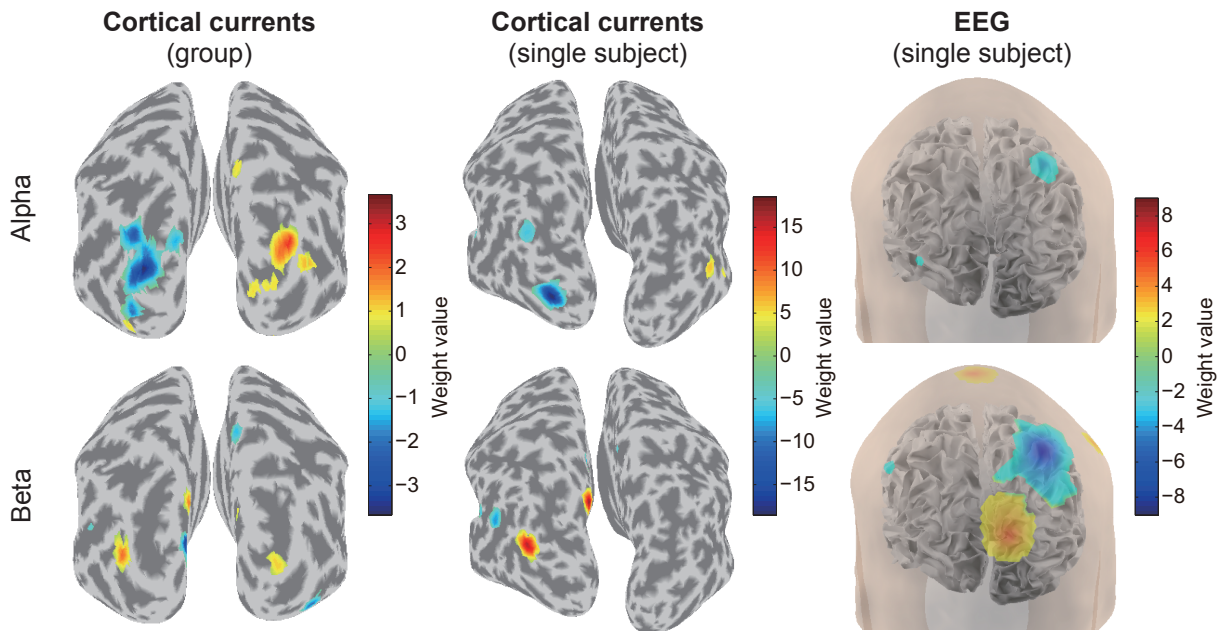 Cortical currents
(group)
Cortical currents
(single subject)
EEG
(single subject)
Alpha
3
2
1
0
−1
−2
−3
Weight value
15
10
5
0
−5
−10
−15
Weight value
8
6
4
2
0
−2
−4
−6
−8
Weight value
Beta